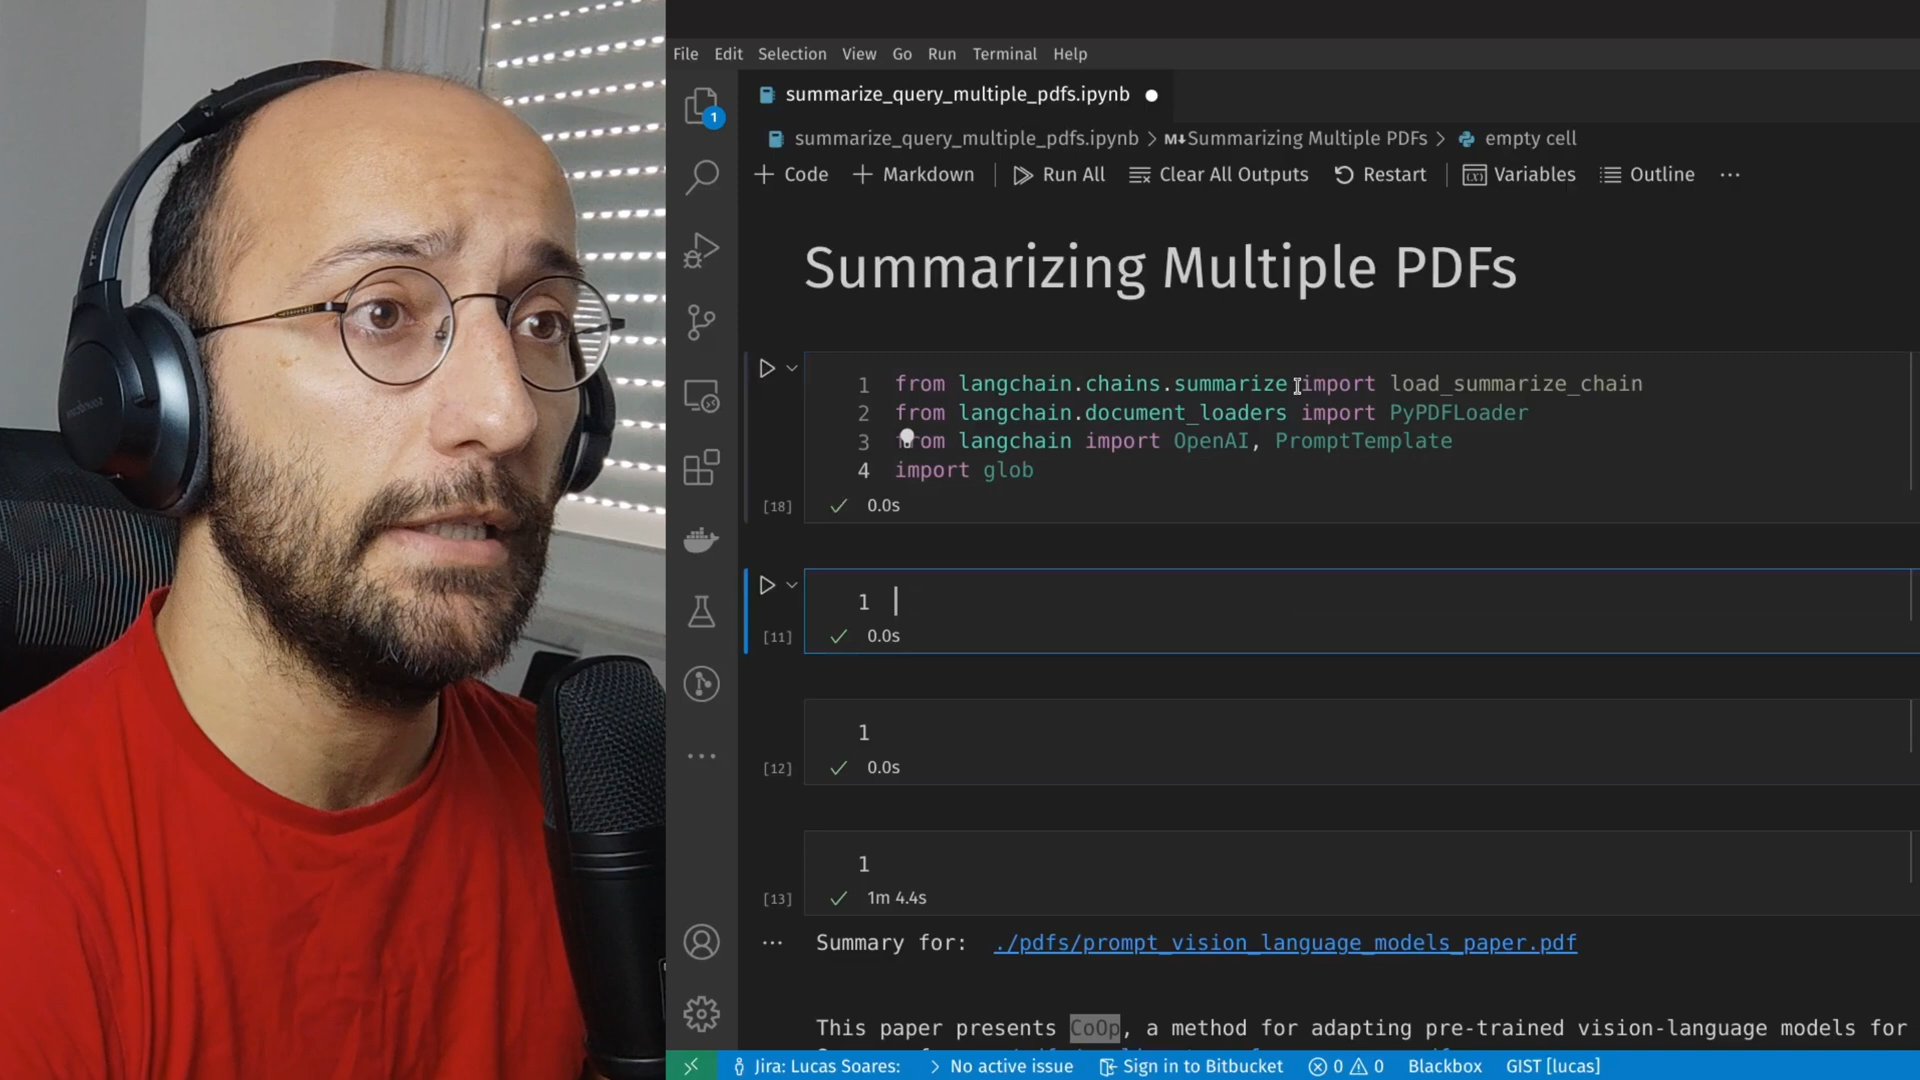 File Edit Selection View Go Run Terminal Help
1
summarize_query_multiple_pdfs.ipynb
summarize_query_multiple_pdfs.ipynb > M↓Summarizing Multiple PDFs > empty cell
+ Code + Markdown Run All Clear All Outputs Restart Variables Outline ...
Summarizing Multiple PDFs
1 from langchain.chains.summarize import load_summarize_chain
2 from langchain.document_loaders import PyPDFLoader
3 from langchain import OpenAI, PromptTemplate
4 import glob
[18] ✓ 0.0s
1
[11] ✓ 0.0s
1
[12] ✓ 0.0s
1
[13] ✓ 1m 4.4s
... Summary for: ./pdfs/prompt_vision_language_models_paper.pdf
This paper presents CoOp, a method for adapting pre-trained vision-language models for
Jira: Lucas Soares: > No active issue Sign in to Bitbucket 0 0 Blackbox GIST [lucas]